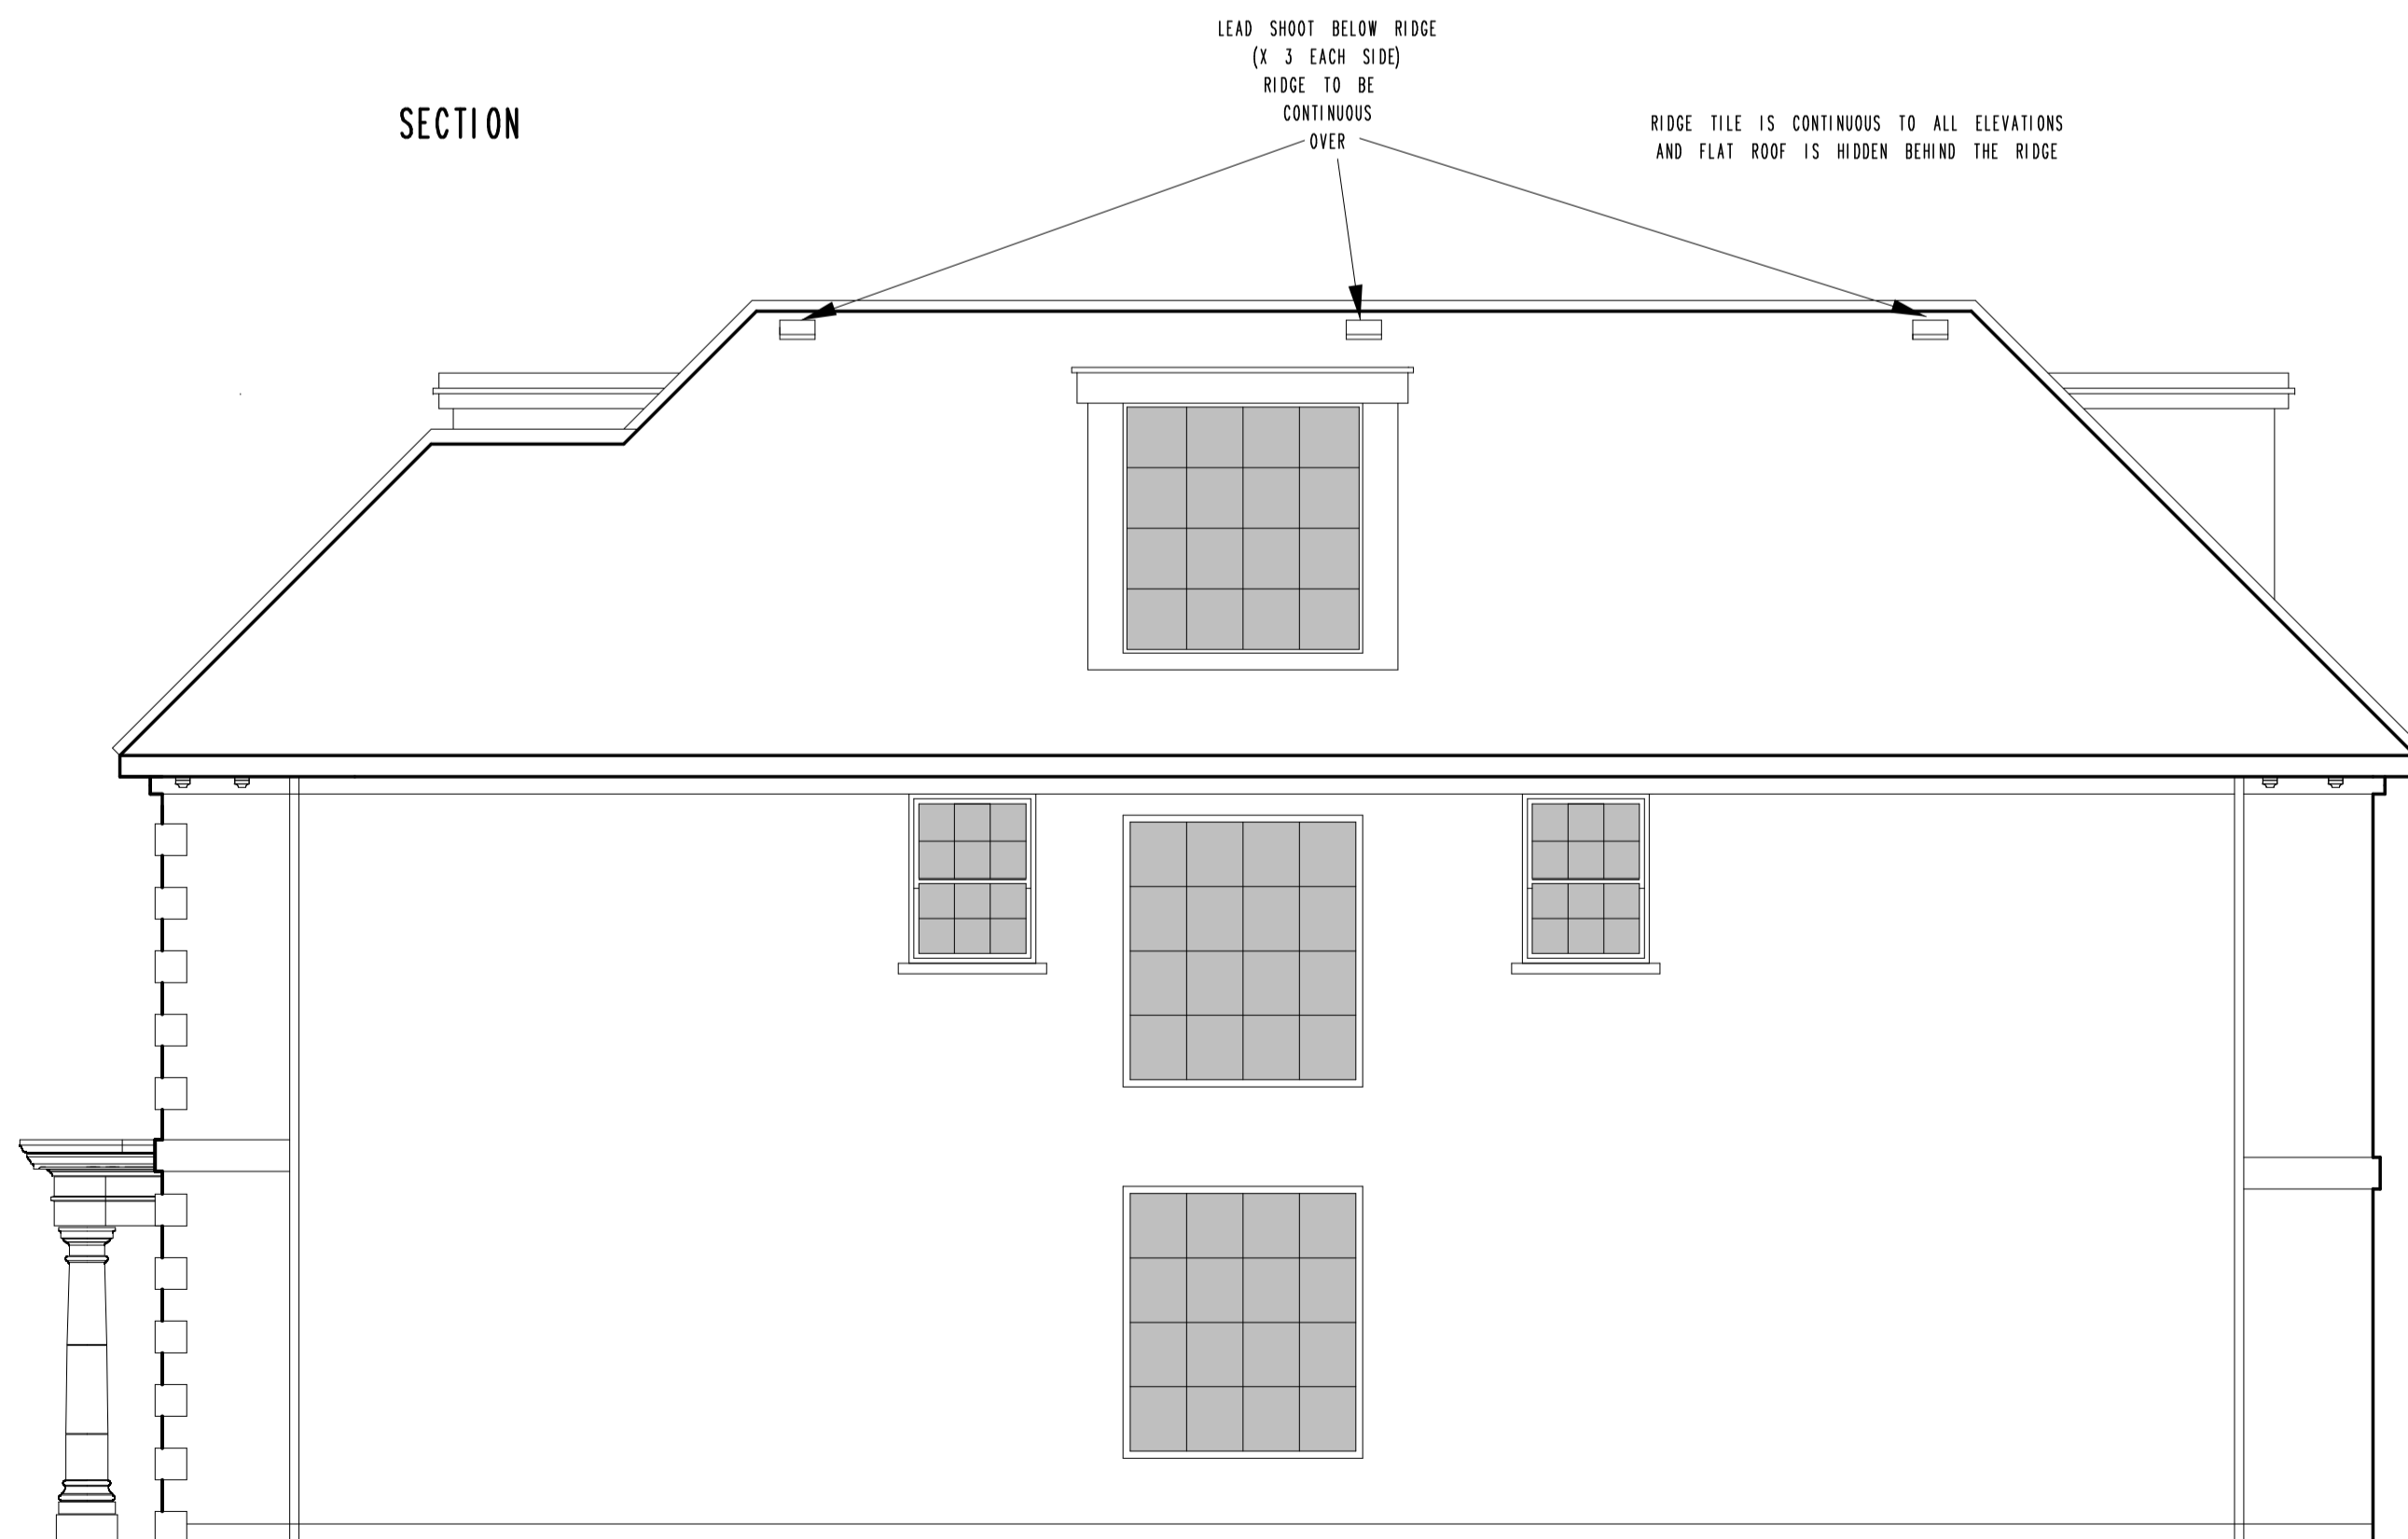 LEAD SHOOT BELOW RIDGE
(X 3 EACH SIDE)
RIDGE TO BE
CONTINUOUS
OVER
SECTION
RIDGE TILE IS CONTINUOUS TO ALL ELEVATIONS
AND FLAT ROOF IS HIDDEN BEHIND THE RIDGE